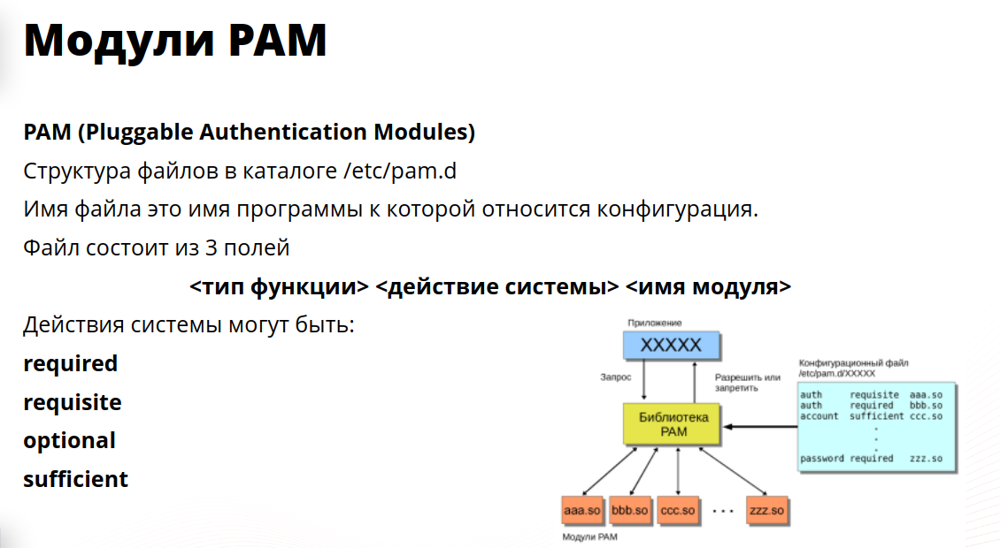 Модули PAM
PAM (Pluggable Authentication Modules)
Структура файлов в каталоге /etc/pam.d
Имя файла это имя программы к которой относится конфигурация.
Файл состоит из 3 полей
<тип функции> <действие системы> <имя модуля>
Действия системы могут быть:
required
requisite
optional
sufficient
Приложение
XXXXX
Запрос
Разрешить или
запретить
Библиотека
PAM
Конфигурационный файл
/etc/pam.d/XXXXX
auth requisite aaa.so
auth required bbb.so
account sufficient ccc.so
.
.
.
password required zzz.so
aaa.so bbb.so ccc.so ... zzz.so
Модули PAM